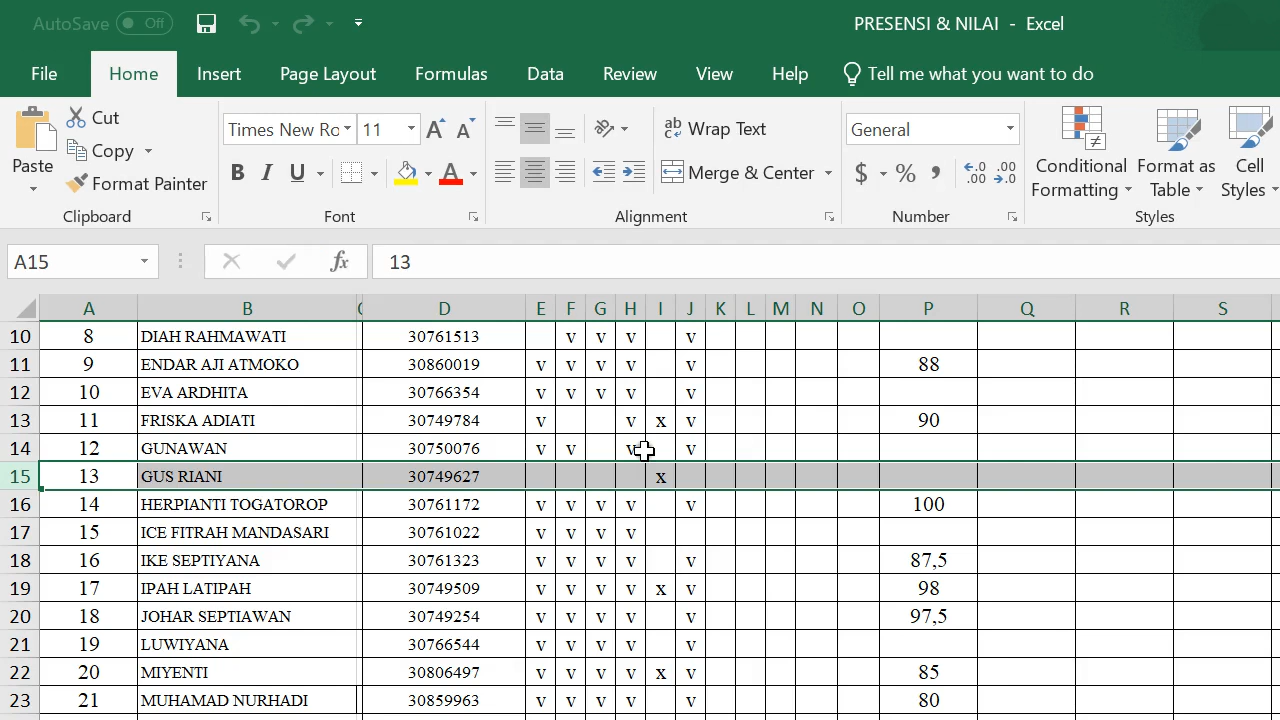 AutoSave Off PRESENSI & NILAI - Excel
File Home Insert Page Layout Formulas Data Review View Help Tell me what you want to do
Paste Cut Copy Format Painter
Times New Ro 11
B I U
ab c Wrap Text
Merge & Center
General
$ % , ←.0 .00 .00 →.0
Conditional Formatting Format as Table Cell Styles
Clipboard Font Alignment Number Styles
A15 fx 13
A B C D E F G H I J K L M N O P Q R S
10 8 DIAH RAHMAWATI 30761513 v v v v
11 9 ENDAR AJI ATMOKO 30860019 v v v v v 88
12 10 EVA ARDHITA 30766354 v v v v v
13 11 FRISKA ADIATI 30749784 v v x v 90
14 12 GUNAWAN 30750076 v v v v
15 13 GUS RIANI 30749627 x
16 14 HERPIANTI TOGATOROP 30761172 v v v v v 100
17 15 ICE FITRAH MANDASARI 30761022 v v v v
18 16 IKE SEPTIYANA 30761323 v v v v v 87,5
19 17 IPAH LATIPAH 30749509 v v v v x v 98
20 18 JOHAR SEPTIAWAN 30749254 v v v v v 97,5
21 19 LUWIYANA 30766544 v v v v v
22 20 MIYENTI 30806497 v v v v x v 85
23 21 MUHAMAD NURHADI 30859963 v v v v v 80